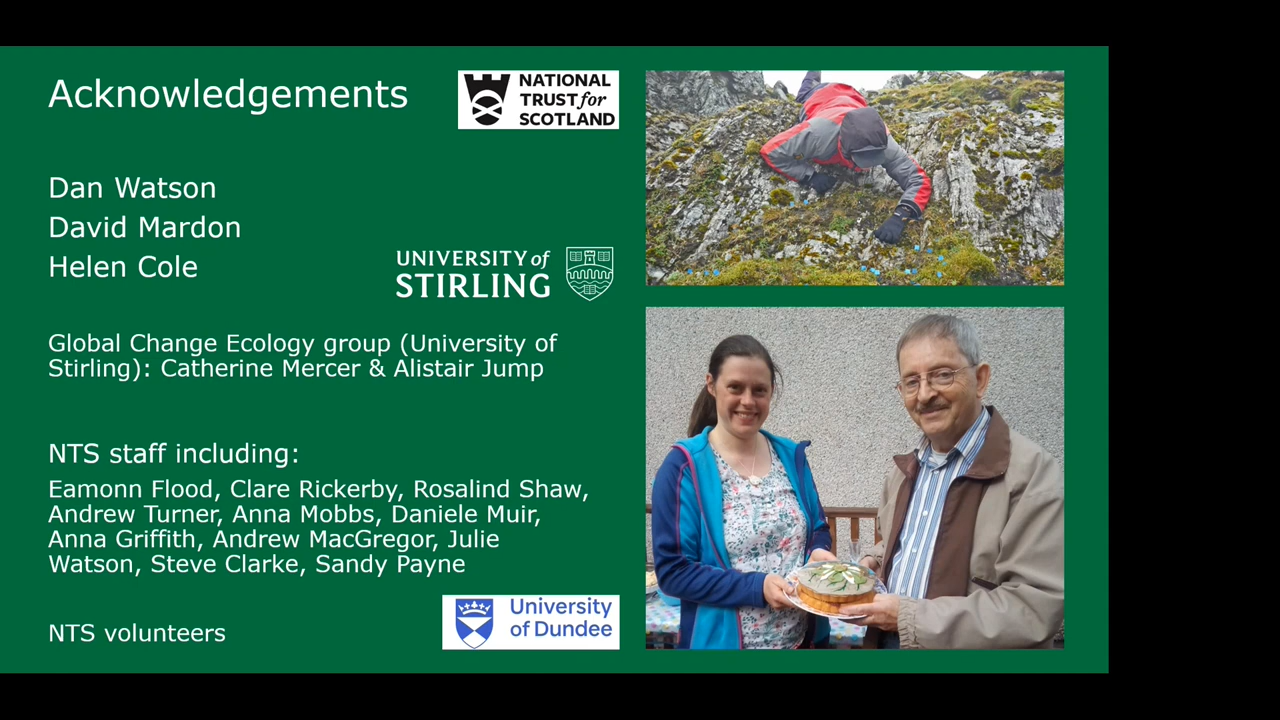 Acknowledgements
NATIONAL
TRUST for
SCOTLAND
Dan Watson
David Mardon
Helen Cole
UNIVERSITY of
STIRLING
Global Change Ecology group (University of
Stirling): Catherine Mercer & Alistair Jump
NTS staff including:
Eamonn Flood, Clare Rickerby, Rosalind Shaw,
Andrew Turner, Anna Mobbs, Daniele Muir,
Anna Griffith, Andrew MacGregor, Julie
Watson, Steve Clarke, Sandy Payne
NTS volunteers
University
of Dundee